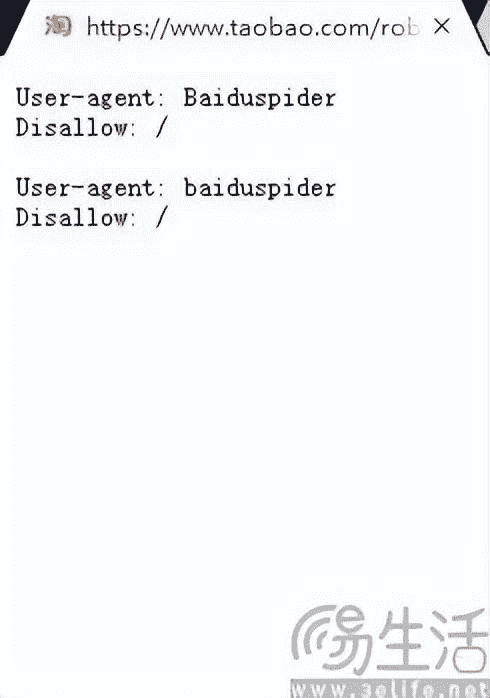 淘 https://www.taobao.com/rob
User-agent: Baiduspider
Disallow: /
User-agent: baiduspider
Disallow: /
易生活
www.3elife.net